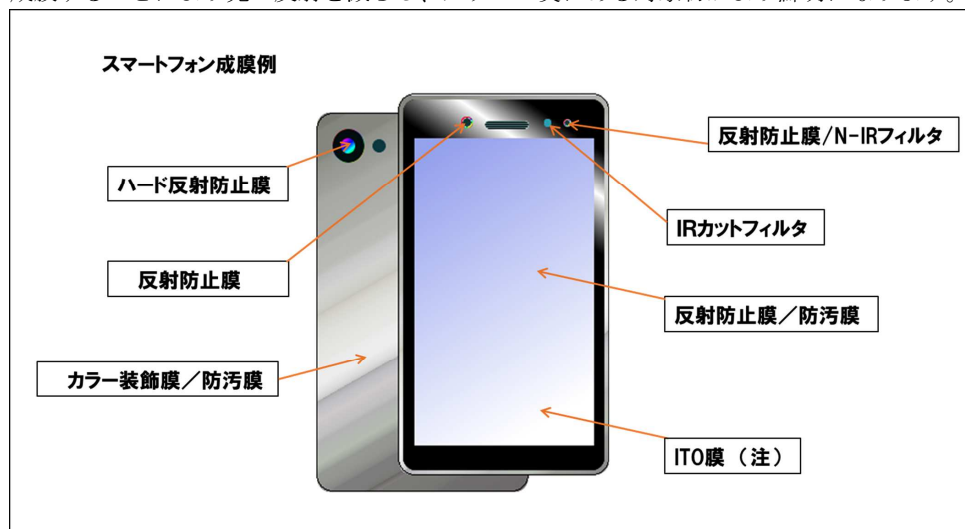 スマートフォン成膜例
反射防止膜/N-IRフィルタ
ハード反射防止膜
IRカットフィルタ
反射防止膜
反射防止膜／防汚膜
カラー装飾膜／防汚膜
ITO膜（注）